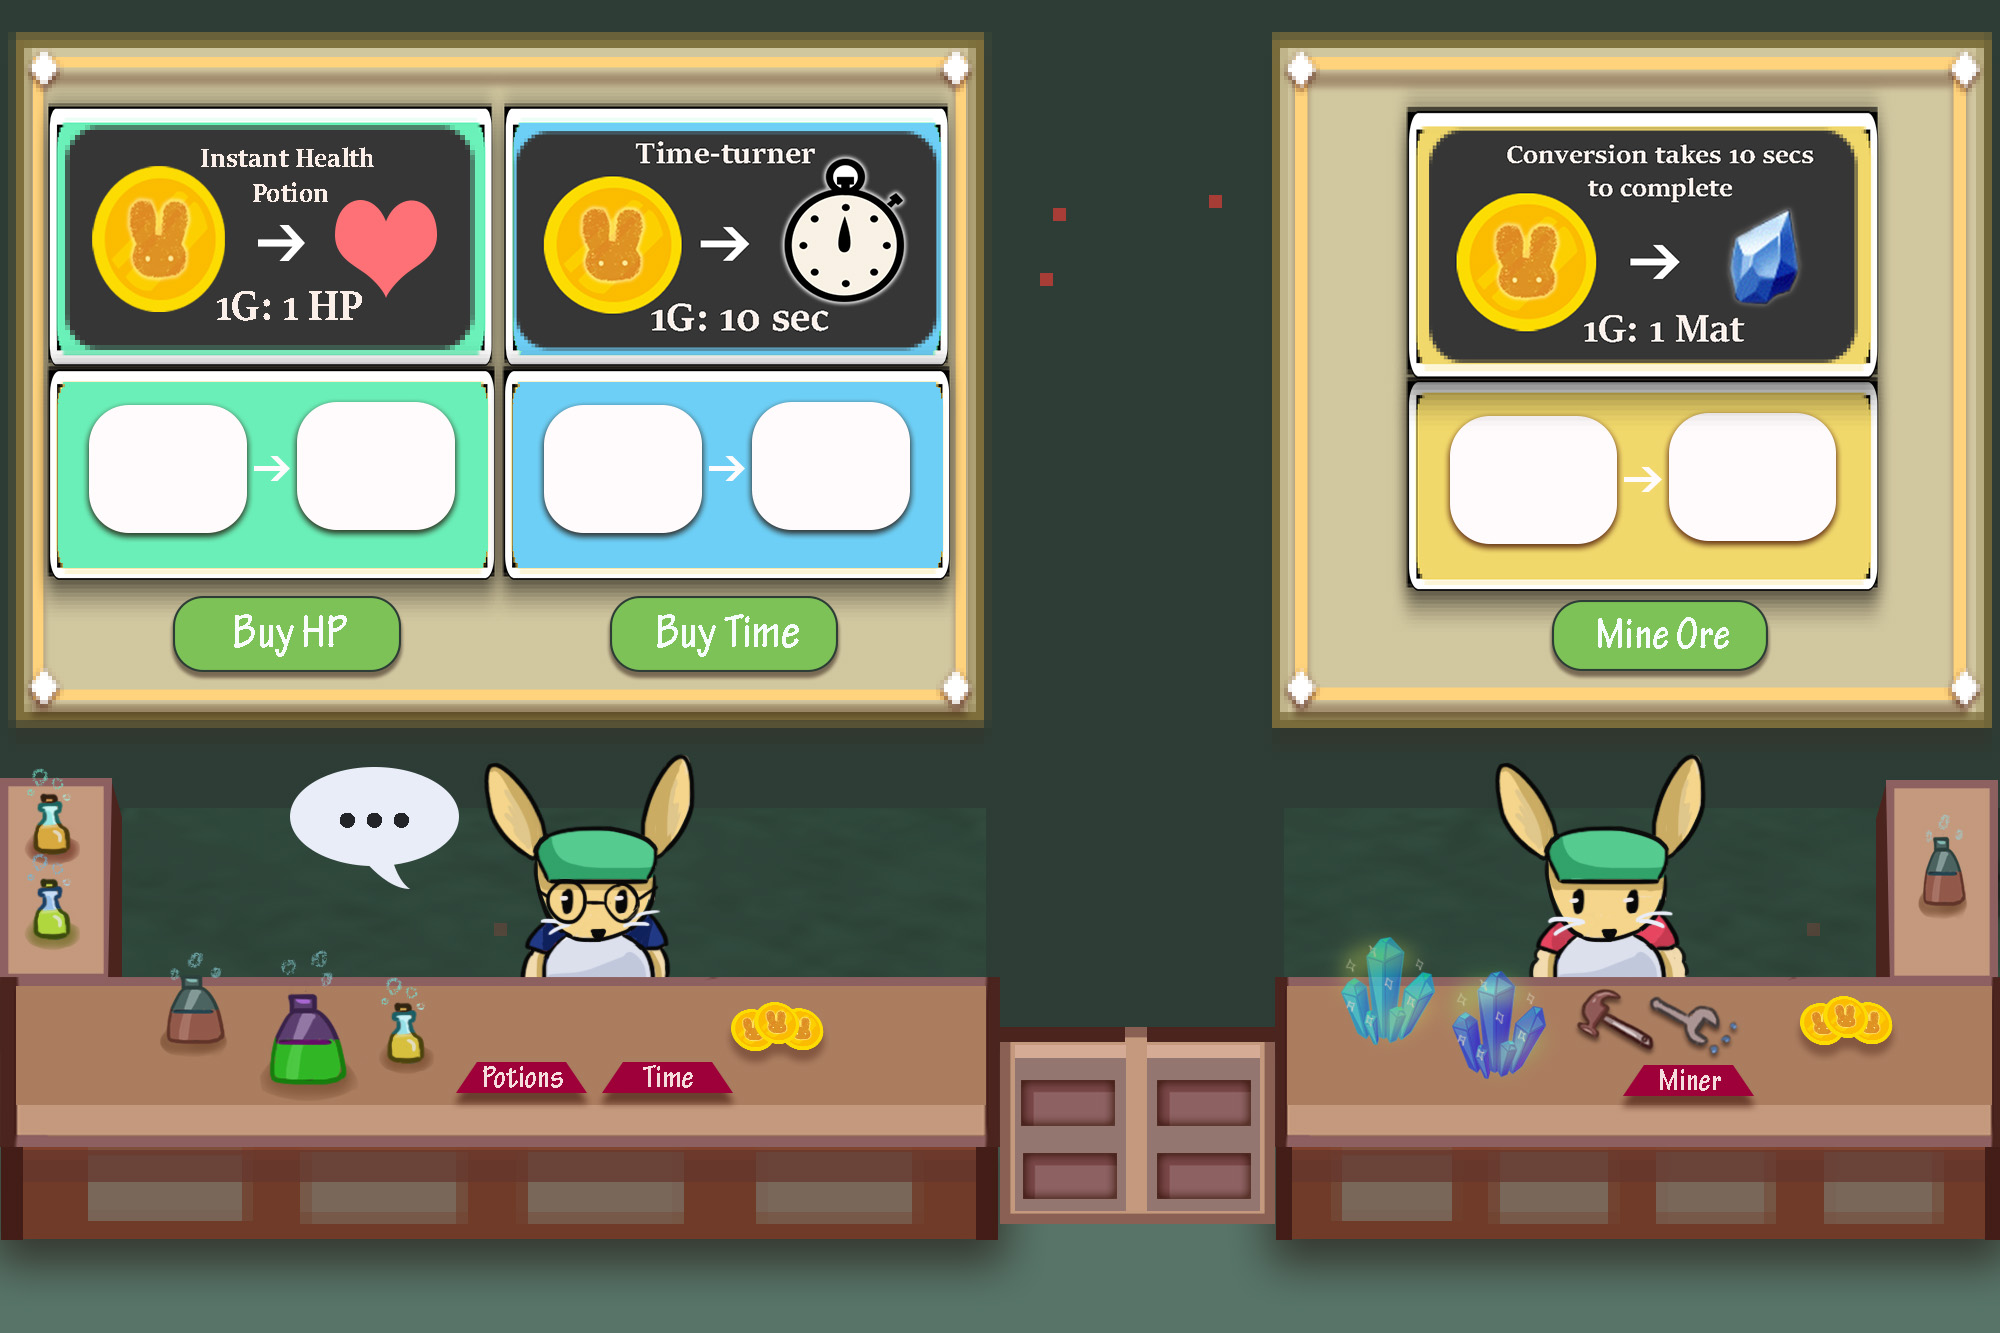 Instant Health
Potion
1G: 1 HP
Time-turner
1G: 10 sec
Conversion takes 10 secs
to complete
1G: 1 Mat
Buy HP
Buy Time
Mine Ore
Potions
Time
Miner